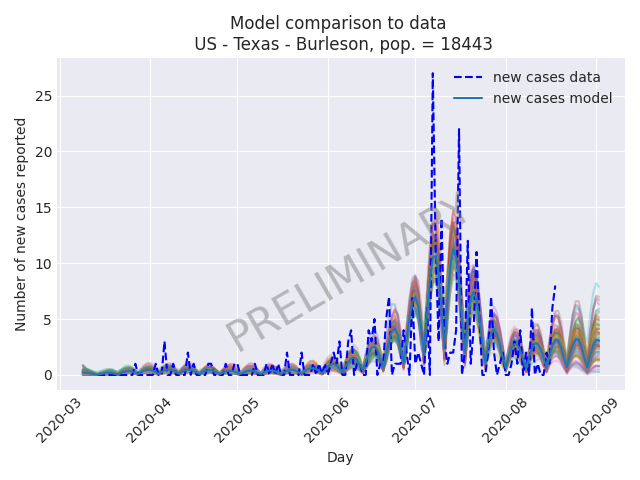 Model comparison to data
US - Texas - Burleson, pop. = 18443
new cases data
new cases model
PRELIMINARY
Number of new cases reported
25
20
15
10
5
0
2020-03
2020-04
2020-05
2020-06
2020-07
2020-08
2020-09
Day